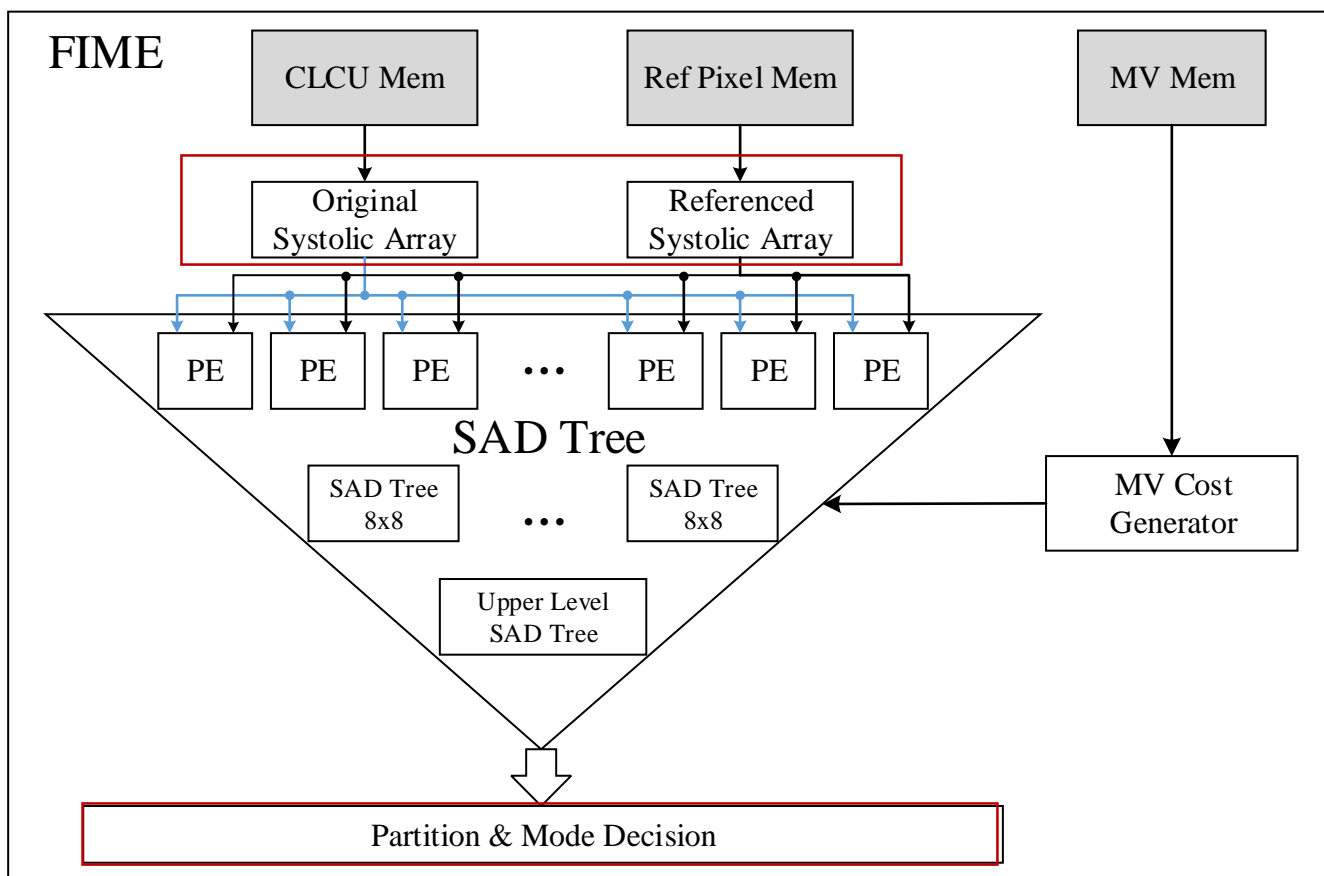 FIME
CLCU Mem
Ref Pixel Mem
MV Mem
Original
Systolic Array
Referenced
Systolic Array
PE
PE
PE
...
PE
PE
PE
SAD Tree
SAD Tree
8x8
...
SAD Tree
8x8
MV Cost
Generator
Upper Level
SAD Tree
Partition & Mode Decision